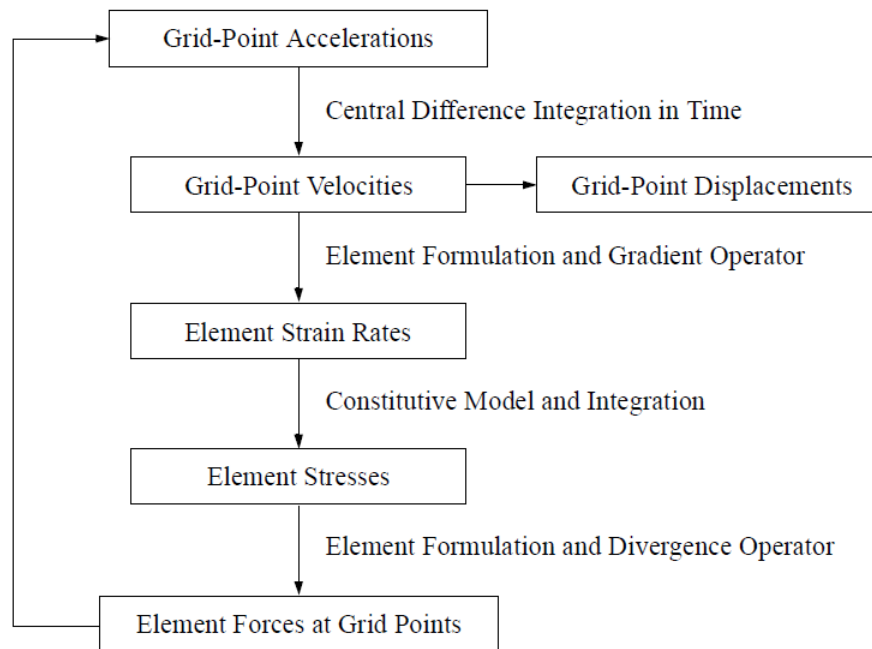 Grid-Point Accelerations
Central Difference Integration in Time
Grid-Point Velocities
Grid-Point Displacements
Element Formulation and Gradient Operator
Element Strain Rates
Constitutive Model and Integration
Element Stresses
Element Formulation and Divergence Operator
Element Forces at Grid Points